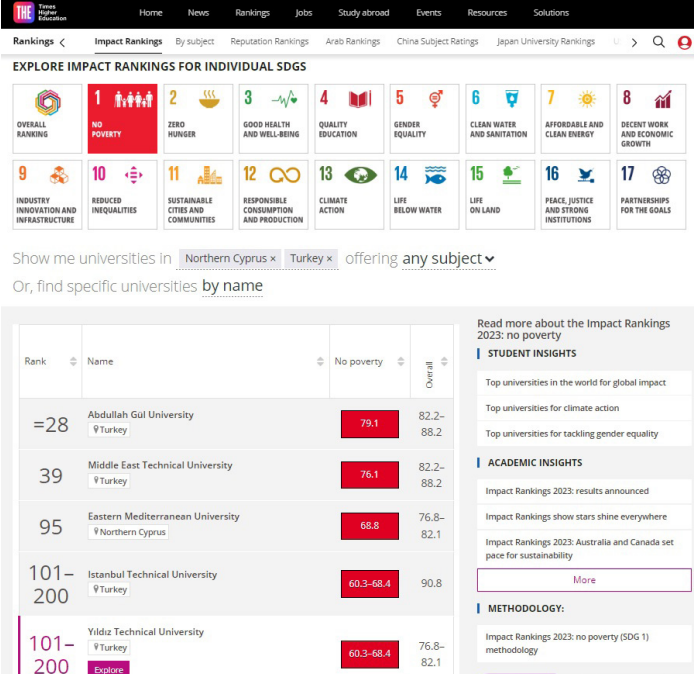 THE Times
Higher
Education
Home News Rankings Jobs Study abroad Events Resources Solutions
Rankings Impact Rankings By subject Reputation Rankings Arab Rankings China Subject Ratings Japan University Rankings
EXPLORE IMPACT RANKINGS FOR INDIVIDUAL SDGS
OVERALL
RANKING
1
NO
POVERTY
2
ZERO
HUNGER
3
GOOD HEALTH
AND WELL-BEING
4
QUALITY
EDUCATION
5
GENDER
EQUALITY
6
CLEAN WATER
AND SANITATION
7
AFFORDABLE AND
CLEAN ENERGY
8
DECENT WORK
AND ECONOMIC
GROWTH
9
INDUSTRY
INNOVATION AND
INFRASTRUCTURE
10
REDUCED
INEQUALITIES
11
SUSTAINABLE
CITIES AND
COMMUNITIES
12
RESPONSIBLE
CONSUMPTION
AND PRODUCTION
13
CLIMATE
ACTION
14
LIFE
BELOW WATER
15
LIFE
ON LAND
16
PEACE, JUSTICE
AND STRONG
INSTITUTIONS
17
PARTNERSHIPS
FOR THE GOALS
Show me universities in Northern Cyprus × Turkey × offering any subject
Or, find specific universities by name
Rank Name No poverty Overall
=28 Abdullah Gül University 79.1 82.2–
Turkey 88.2
39 Middle East Technical University 76.1 82.2–
Turkey 88.2
95 Eastern Mediterranean University 68.8 76.8–
Northern Cyprus 82.1
101– Istanbul Technical University 60.3–68.4 90.8
200 Turkey
101– Yıldız Technical University 60.3–68.4 76.8–
200 Turkey 82.1
Explore
Read more about the Impact Rankings
2023: no poverty
STUDENT INSIGHTS
Top universities in the world for global impact
Top universities for climate action
Top universities for tackling gender equality
ACADEMIC INSIGHTS
Impact Rankings 2023: results announced
Impact Rankings show stars shine everywhere
Impact Rankings 2023: Australia and Canada set
pace for sustainability
More
METHODOLOGY:
Impact Rankings 2023: no poverty (SDG 1)
methodology